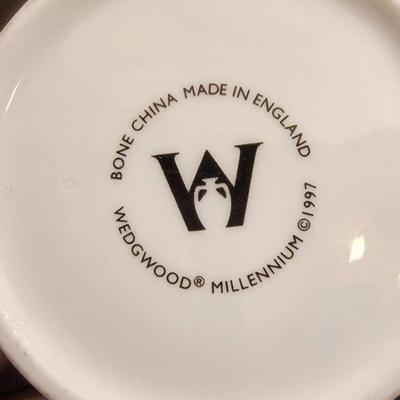 BONE CHINA MADE IN ENGLAND
W
WEDGWOOD® MILLENNIUM ©1997